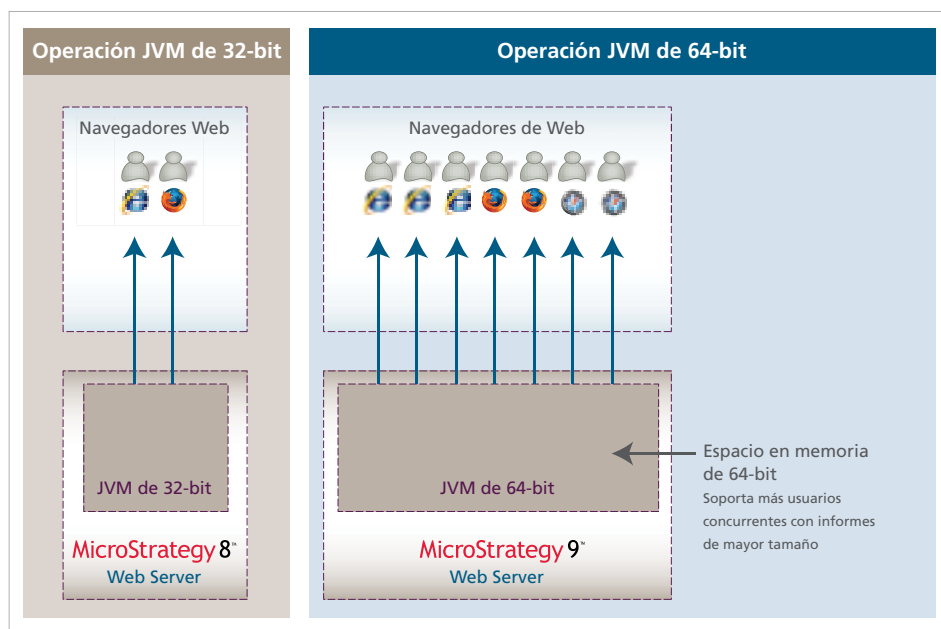 Operación JVM de 32-bit
Navegadores Web
JVM de 32-bit
MicroStrategy 8™
Web Server
Operación JVM de 64-bit
Navegadores de Web
JVM de 64-bit
MicroStrategy 9™
Web Server
Espacio en memoria
de 64-bit
Soporta más usuarios
concurrentes con informes
de mayor tamaño